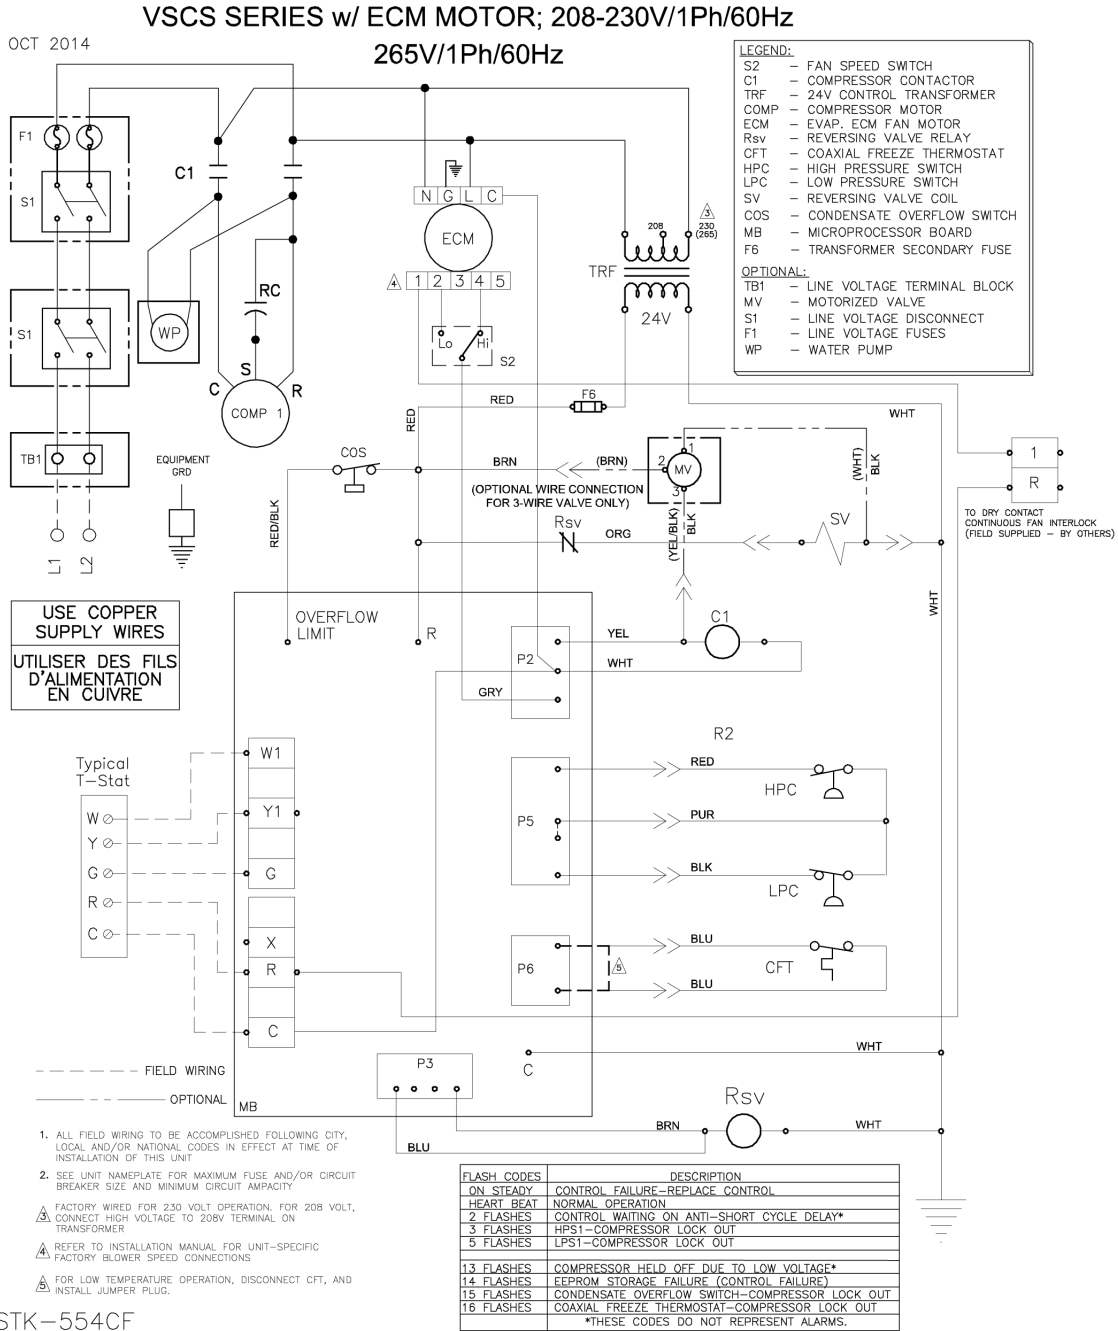 VSCS SERIES w/ ECM MOTOR; 208-230V/1Ph/60Hz
265V/1Ph/60Hz
OCT 2014
LEGEND:
S2 – FAN SPEED SWITCH
C1 – COMPRESSOR CONTACTOR
TRF – 24V CONTROL TRANSFORMER
COMP – COMPRESSOR MOTOR
ECM – EVAP. ECM FAN MOTOR
Rsv – REVERSING VALVE RELAY
CFT – COAXIAL FREEZE THERMOSTAT
HPC – HIGH PRESSURE SWITCH
LPC – LOW PRESSURE SWITCH
SV – REVERSING VALVE COIL
COS – CONDENSATE OVERFLOW SWITCH
MB – MICROPROCESSOR BOARD
F6 – TRANSFORMER SECONDARY FUSE
OPTIONAL:
TB1 – LINE VOLTAGE TERMINAL BLOCK
MV – MOTORIZED VALVE
S1 – LINE VOLTAGE DISCONNECT
F1 – LINE VOLTAGE FUSES
WP – WATER PUMP
F1
S1
C1
N G L C
ECM
4 1 2 3 4 5
208
3
230
(265)
TRF
24V
RC
S1
WP
Lo Hi
S2
S
C R
COMP 1
RED
F6
RED
WHT
TB1
EQUIPMENT
GRD
COS
BRN
(BRN)
1
2
MV
3
(WHT)
BLK
1
R
(OPTIONAL WIRE CONNECTION
FOR 3-WIRE VALVE ONLY)
TO DRY CONTACT
CONTINUOUS FAN INTERLOCK
(FIELD SUPPLIED – BY OTHERS)
RED/BLK
Rsv
ORG
(YEL/BLK)
BLK
SV
L1
L2
WHT
USE COPPER
SUPPLY WIRES
UTILISER DES FILS
D'ALIMENTATION
EN CUIVRE
OVERFLOW
LIMIT
R
C1
P2
YEL
WHT
GRY
R2
W1
Typical
T–Stat
RED
HPC
W
Y1
P5
PUR
Y
G
G
BLK
LPC
R
C
X
BLU
R
P6
5
CFT
BLU
C
WHT
P3
C
FIELD WIRING
OPTIONAL
MB
Rsv
BRN
WHT
BLU
1. ALL FIELD WIRING TO BE ACCOMPLISHED FOLLOWING CITY,
LOCAL AND/OR NATIONAL CODES IN EFFECT AT TIME OF
INSTALLATION OF THIS UNIT
2. SEE UNIT NAMEPLATE FOR MAXIMUM FUSE AND/OR CIRCUIT
BREAKER SIZE AND MINIMUM CIRCUIT AMPACITY
3 FACTORY WIRED FOR 230 VOLT OPERATION. FOR 208 VOLT,
CONNECT HIGH VOLTAGE TO 208V TERMINAL ON
TRANSFORMER
4 REFER TO INSTALLATION MANUAL FOR UNIT–SPECIFIC
FACTORY BLOWER SPEED CONNECTIONS
5 FOR LOW TEMPERATURE OPERATION, DISCONNECT CFT, AND
INSTALL JUMPER PLUG.
FLASH CODES DESCRIPTION
ON STEADY CONTROL FAILURE–REPLACE CONTROL
HEART BEAT NORMAL OPERATION
2 FLASHES CONTROL WAITING ON ANTI–SHORT CYCLE DELAY*
3 FLASHES HPS1–COMPRESSOR LOCK OUT
5 FLASHES LPS1–COMPRESSOR LOCK OUT
13 FLASHES COMPRESSOR HELD OFF DUE TO LOW VOLTAGE*
14 FLASHES EEPROM STORAGE FAILURE (CONTROL FAILURE)
15 FLASHES CONDENSATE OVERFLOW SWITCH–COMPRESSOR LOCK OUT
16 FLASHES COAXIAL FREEZE THERMOSTAT–COMPRESSOR LOCK OUT
*THESE CODES DO NOT REPRESENT ALARMS.
STK–554CF